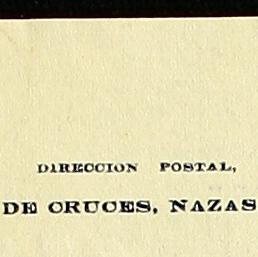 DIRECCION POSTAL,
DE CRUCES, NAZAS